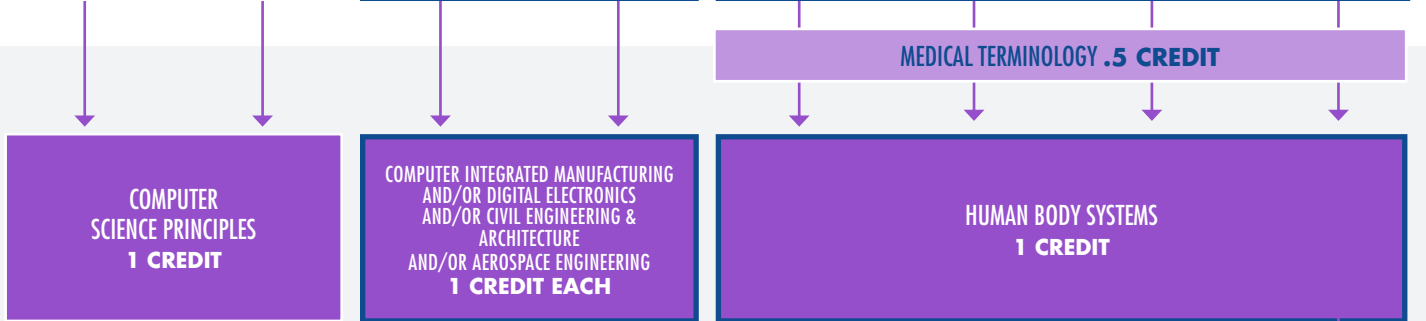 MEDICAL TERMINOLOGY .5 CREDIT
COMPUTER
SCIENCE PRINCIPLES
1 CREDIT
COMPUTER INTEGRATED MANUFACTURING
AND/OR DIGITAL ELECTRONICS
AND/OR CIVIL ENGINEERING &
ARCHITECTURE
AND/OR AEROSPACE ENGINEERING
1 CREDIT EACH
HUMAN BODY SYSTEMS
1 CREDIT